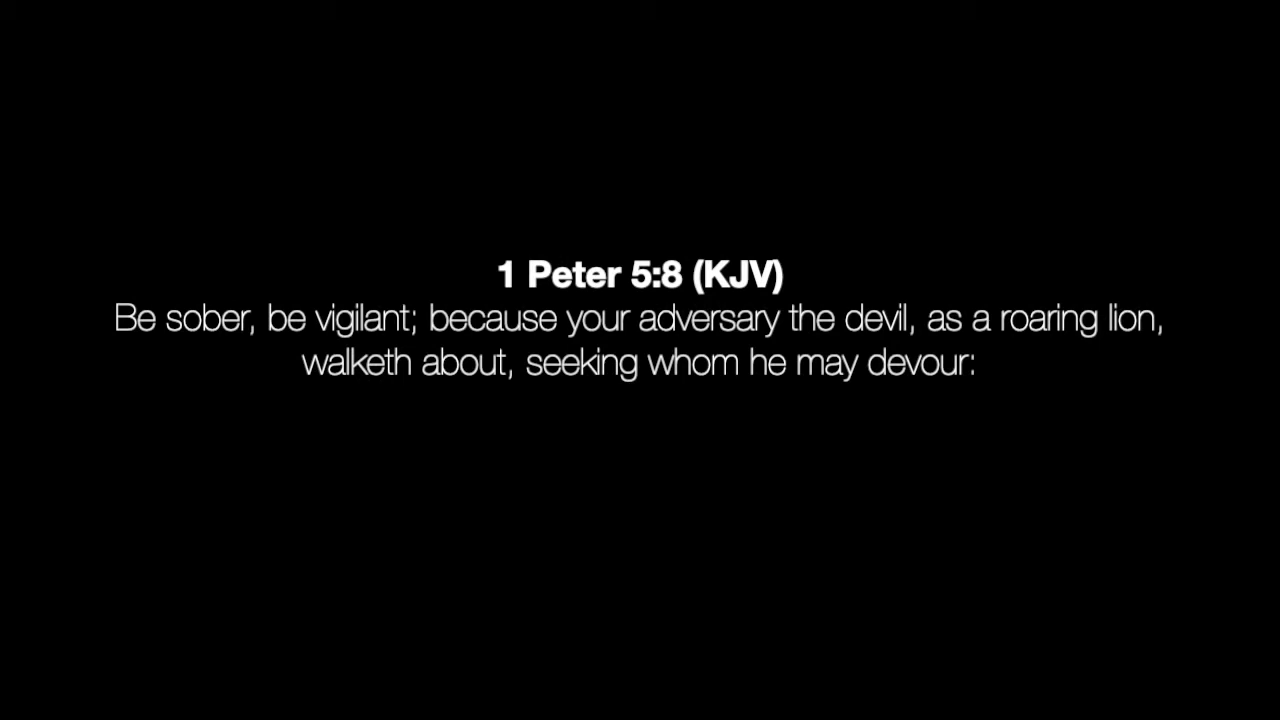 1 Peter 5:8 (KJV)
Be sober, be vigilant; because your adversary the devil, as a roaring lion,
walketh about, seeking whom he may devour: